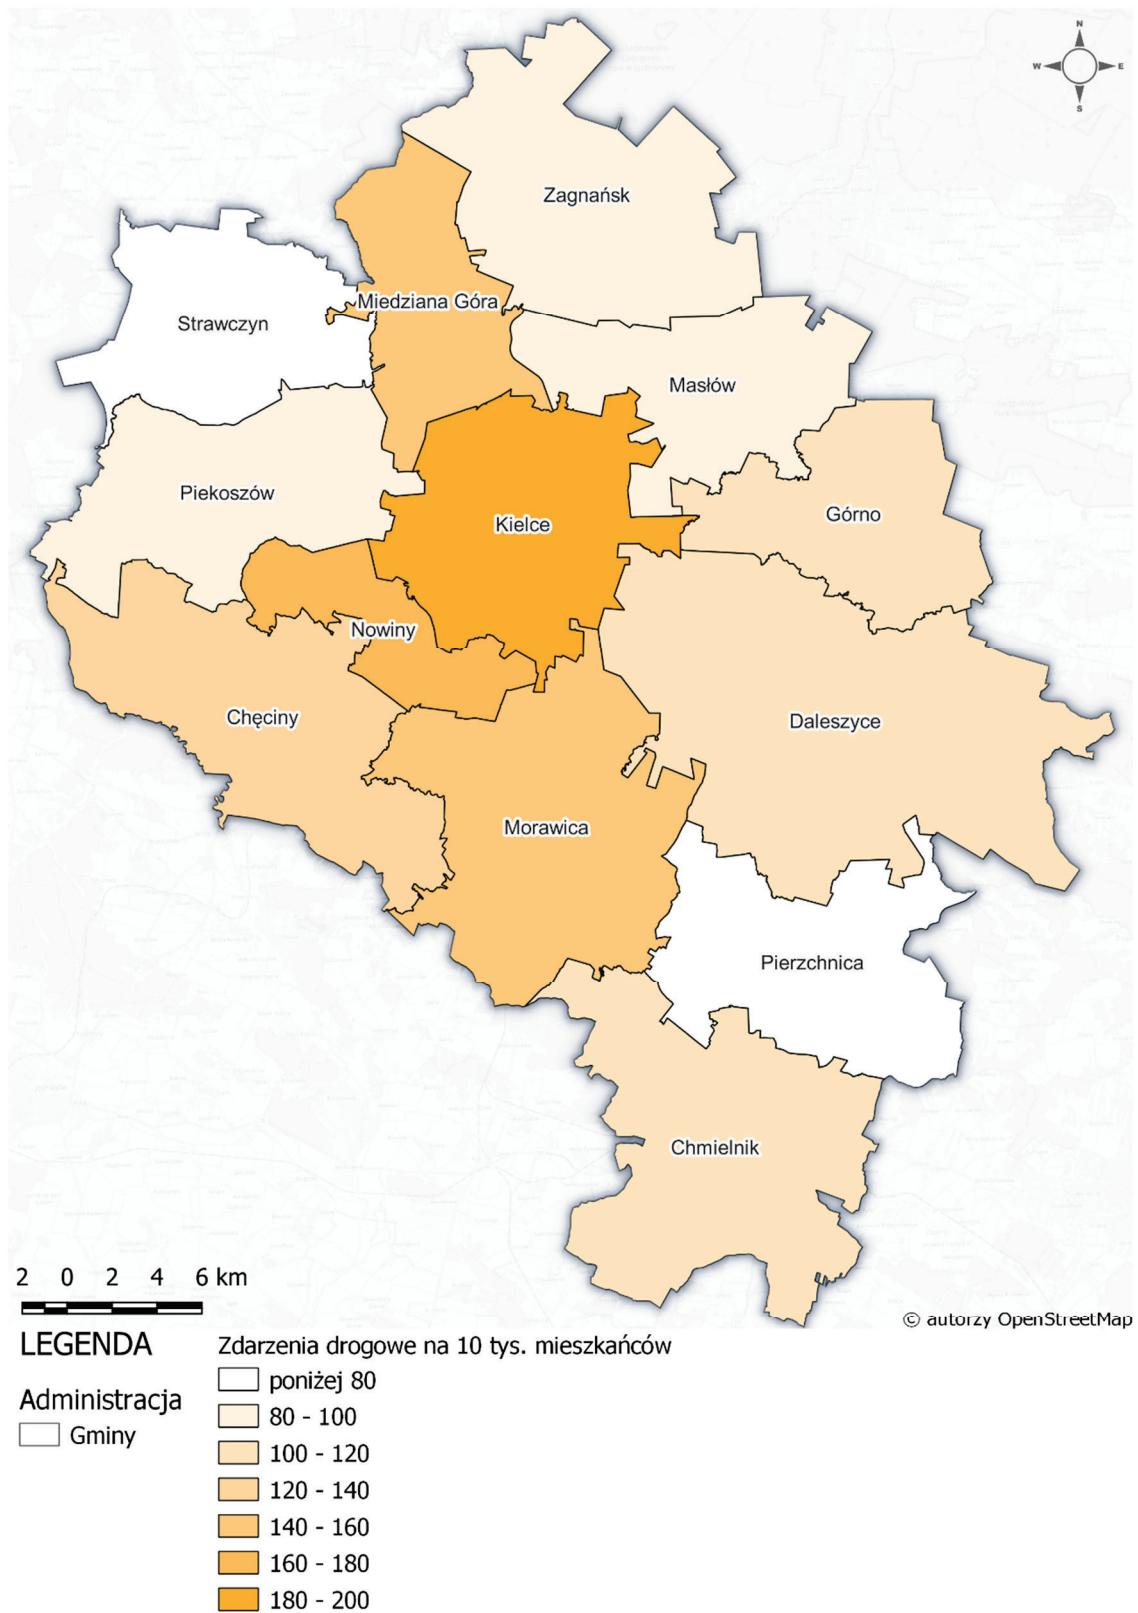 N
W E
S
Zagnańsk
Miedziana Góra
Strawczyn
Masłów
Piekoszów
Górno
Kielce
Nowiny
Chęciny
Daleszyce
Morawica
Pierzchnica
Chmielnik
2 0 2 4 6 km
© autorzy OpenStreetMap
LEGENDA
Administracja
Gminy
Zdarzenia drogowe na 10 tys. mieszkańców
poniżej 80
80 - 100
100 - 120
120 - 140
140 - 160
160 - 180
180 - 200